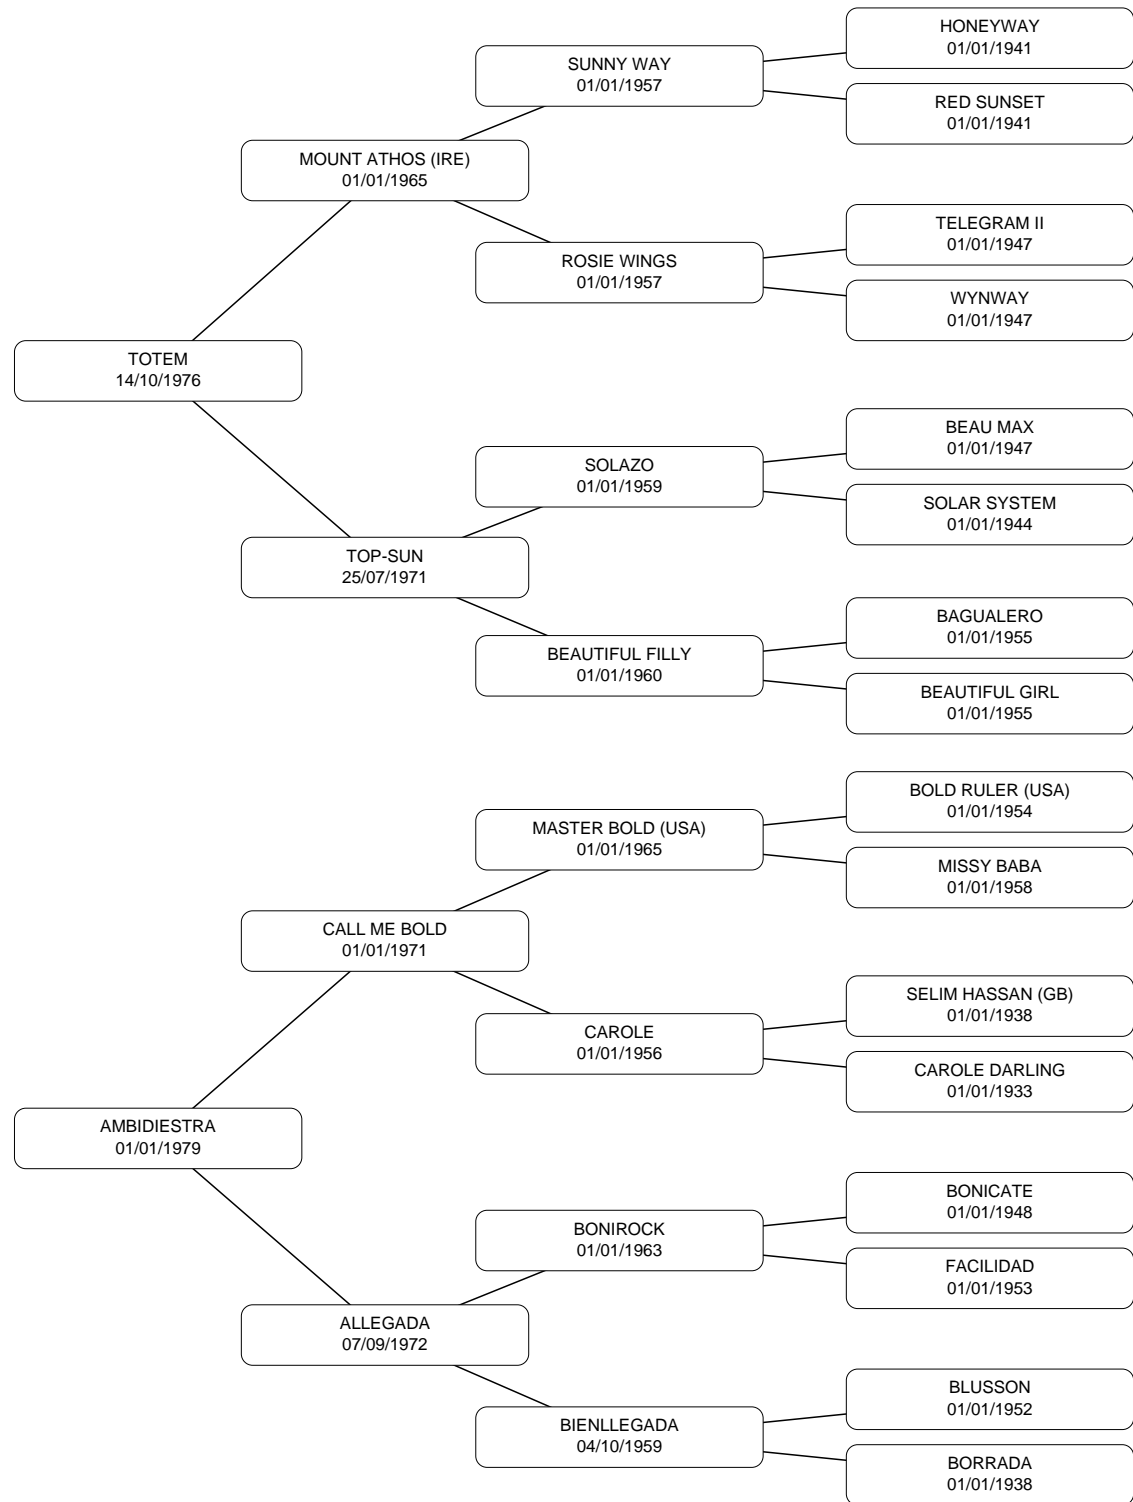 HONEYWAY
01/01/1941
SUNNY WAY
01/01/1957
RED SUNSET
01/01/1941
MOUNT ATHOS (IRE)
01/01/1965
TELEGRAM II
01/01/1947
ROSIE WINGS
01/01/1957
WYNWAY
01/01/1947
TOTEM
14/10/1976
BEAU MAX
01/01/1947
SOLAZO
01/01/1959
SOLAR SYSTEM
01/01/1944
TOP-SUN
25/07/1971
BAGUALERO
01/01/1955
BEAUTIFUL FILLY
01/01/1960
BEAUTIFUL GIRL
01/01/1955
BOLD RULER (USA)
01/01/1954
MASTER BOLD (USA)
01/01/1965
MISSY BABA
01/01/1958
CALL ME BOLD
01/01/1971
SELIM HASSAN (GB)
01/01/1938
CAROLE
01/01/1956
CAROLE DARLING
01/01/1933
AMBIDIESTRA
01/01/1979
BONICATE
01/01/1948
BONIROCK
01/01/1963
FACILIDAD
01/01/1953
ALLEGADA
07/09/1972
BLUSSON
01/01/1952
BIENLLEGADA
04/10/1959
BORRADA
01/01/1938